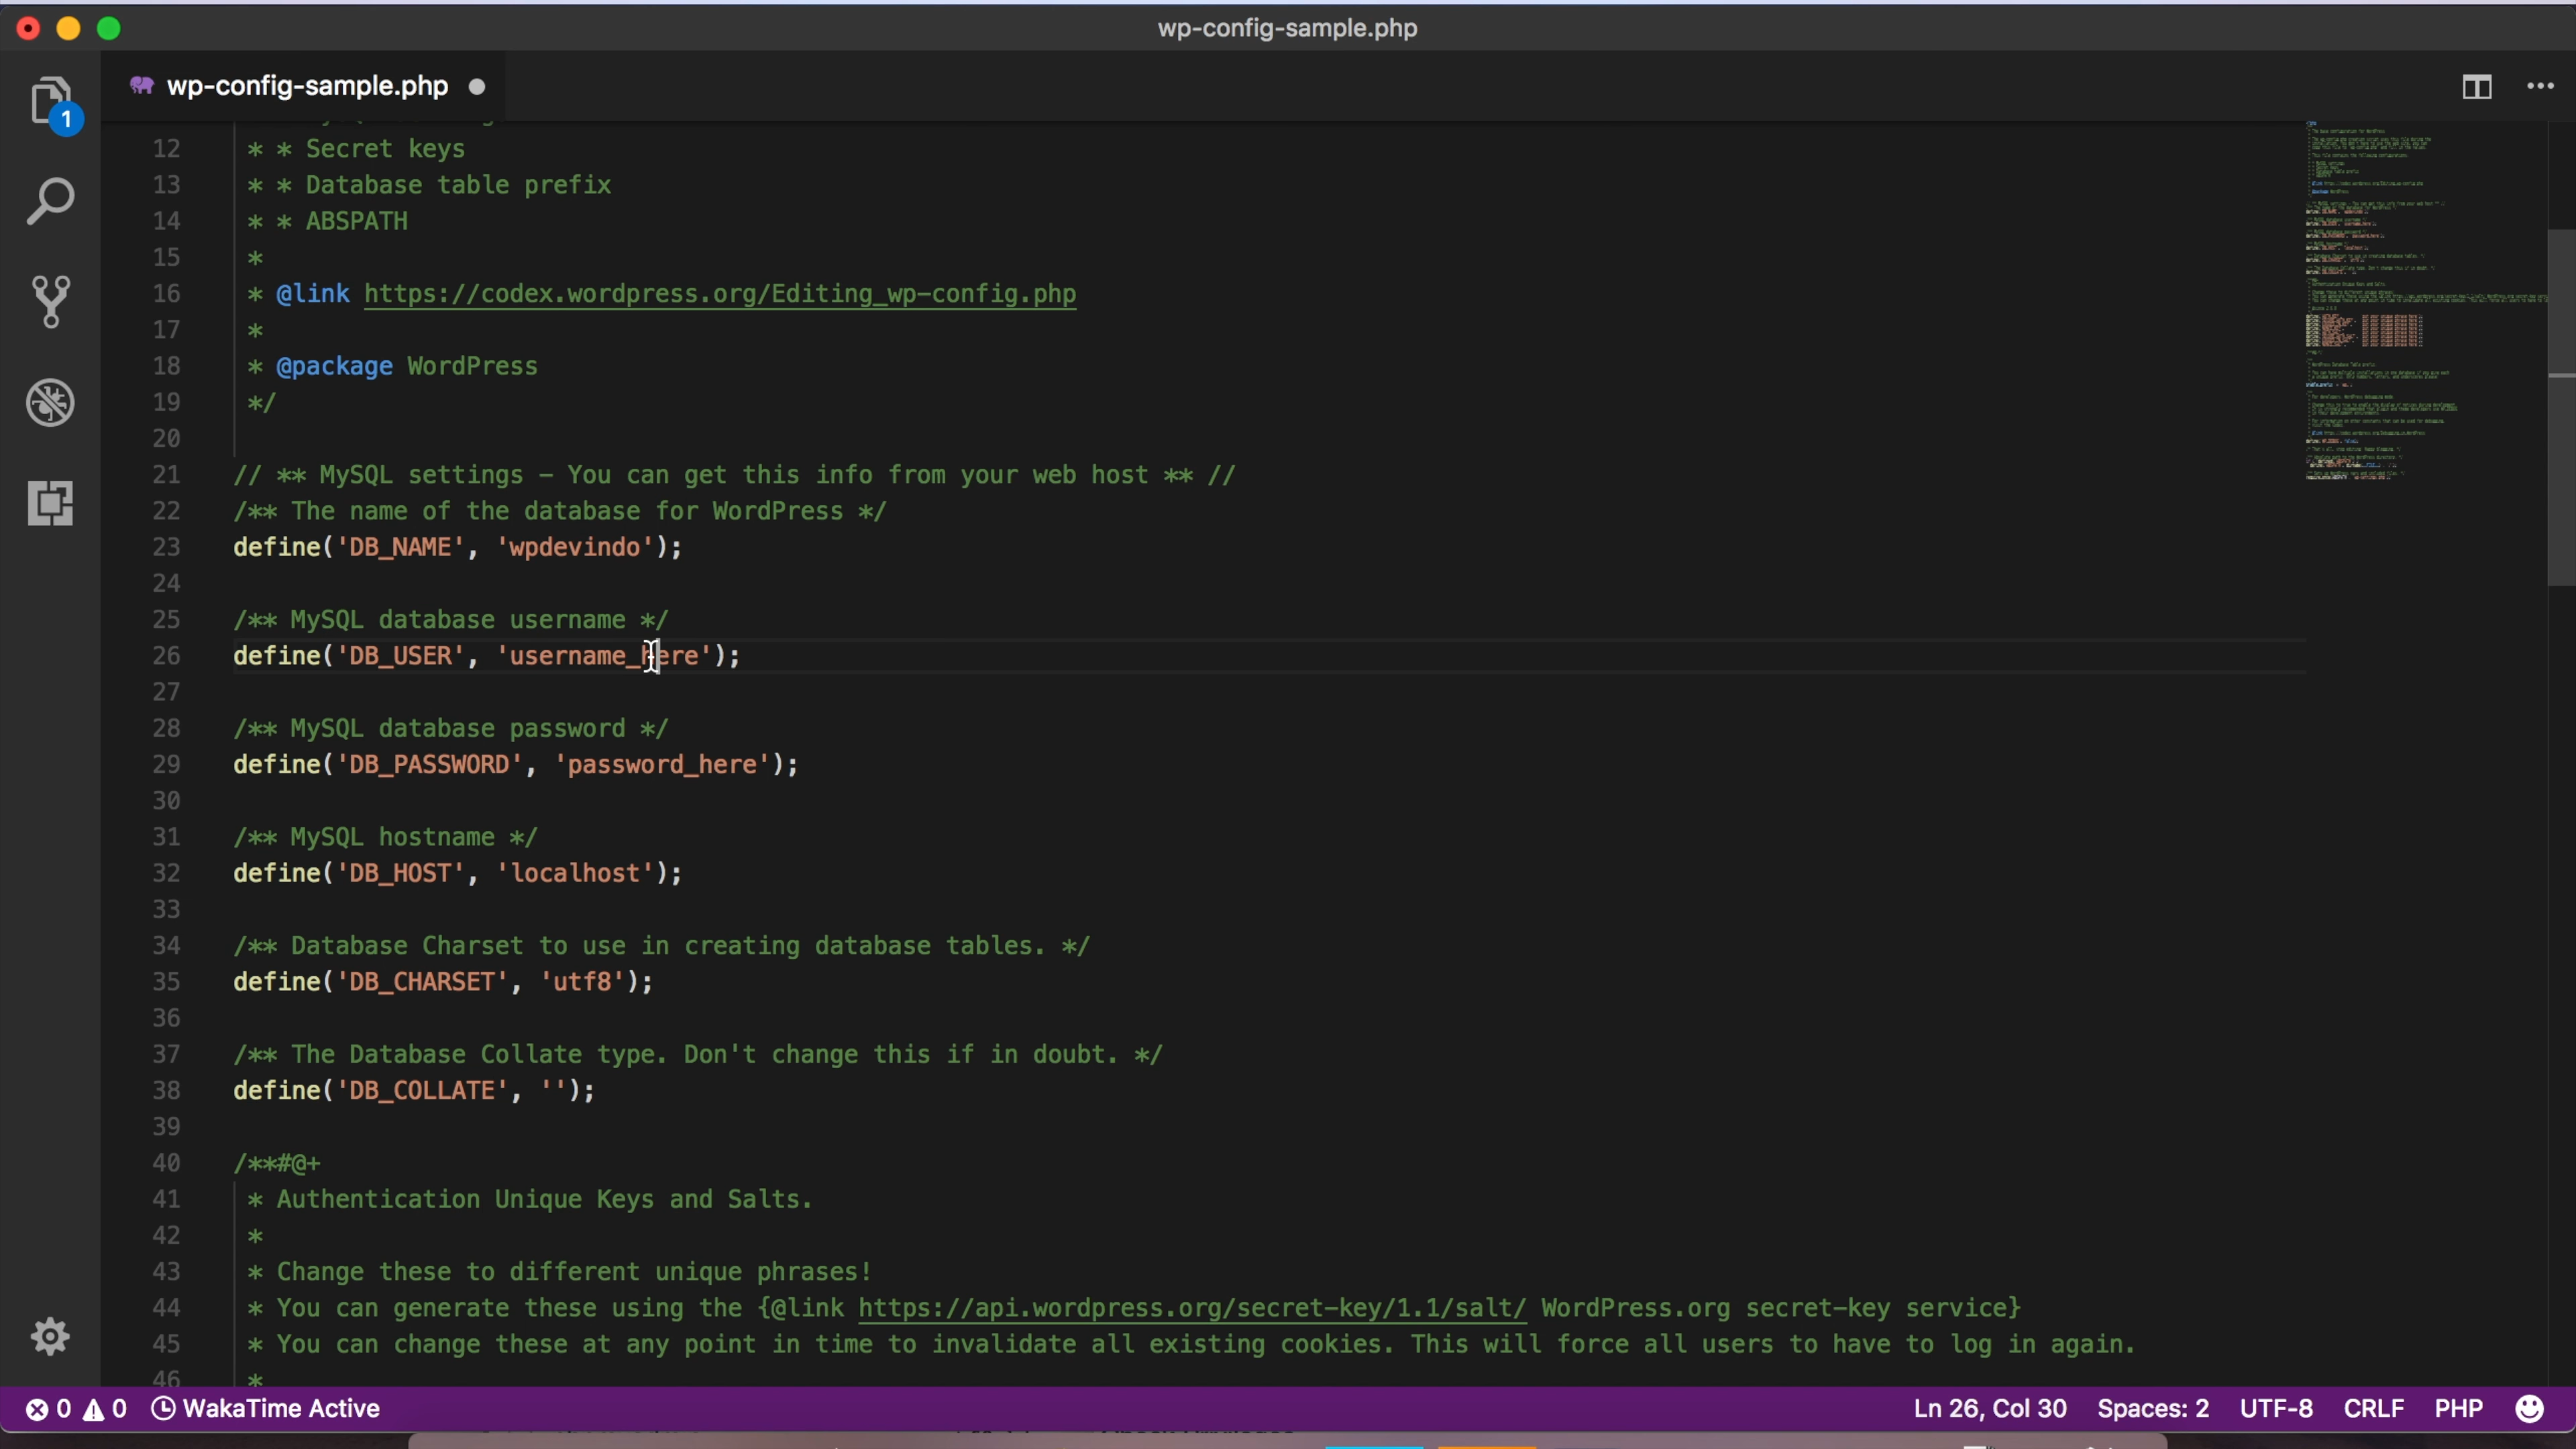 wp-config-sample.php
wp-config-sample.php
1
12 * * Secret keys
13 * * Database table prefix
14 * * ABSPATH
15 *
16 * @link https://codex.wordpress.org/Editing_wp-config.php
17 *
18 * @package WordPress
19 */
20
21 // ** MySQL settings – You can get this info from your web host ** //
22 /** The name of the database for WordPress */
23 define('DB_NAME', 'wpdevindo');
24
25 /** MySQL database username */
26 define('DB_USER', 'username_here');
27
28 /** MySQL database password */
29 define('DB_PASSWORD', 'password_here');
30
31 /** MySQL hostname */
32 define('DB_HOST', 'localhost');
33
34 /** Database Charset to use in creating database tables. */
35 define('DB_CHARSET', 'utf8');
36
37 /** The Database Collate type. Don't change this if in doubt. */
38 define('DB_COLLATE', '');
39
40 /**#@+
41 * Authentication Unique Keys and Salts.
42 *
43 * Change these to different unique phrases!
44 * You can generate these using the {@link https://api.wordpress.org/secret-key/1.1/salt/ WordPress.org secret-key service}
45 * You can change these at any point in time to invalidate all existing cookies. This will force all users to have to log in again.
46 *
0 0 WakaTime Active Ln 26, Col 30 Spaces: 2 UTF-8 CRLF PHP